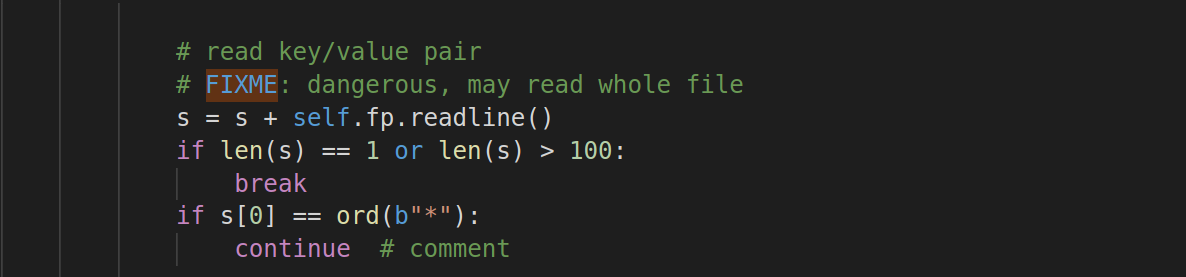 # read key/value pair
# FIXME: dangerous, may read whole file
s = s + self.fp.readline()
if len(s) == 1 or len(s) > 100:
    break
if s[0] == ord(b"*"):
    continue  # comment